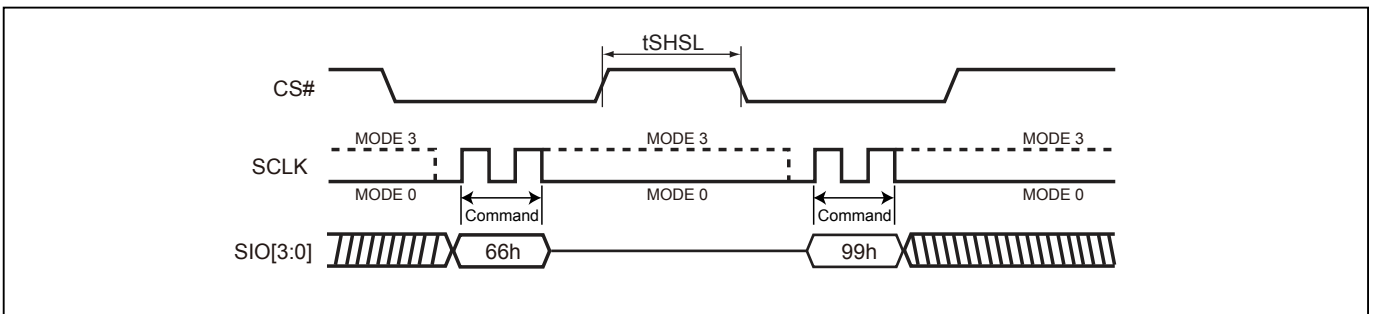 tSHSL
CS#
MODE 3 MODE 3 MODE 3
SCLK
MODE 0 MODE 0 MODE 0
Command Command
SIO[3:0] 66h 99h